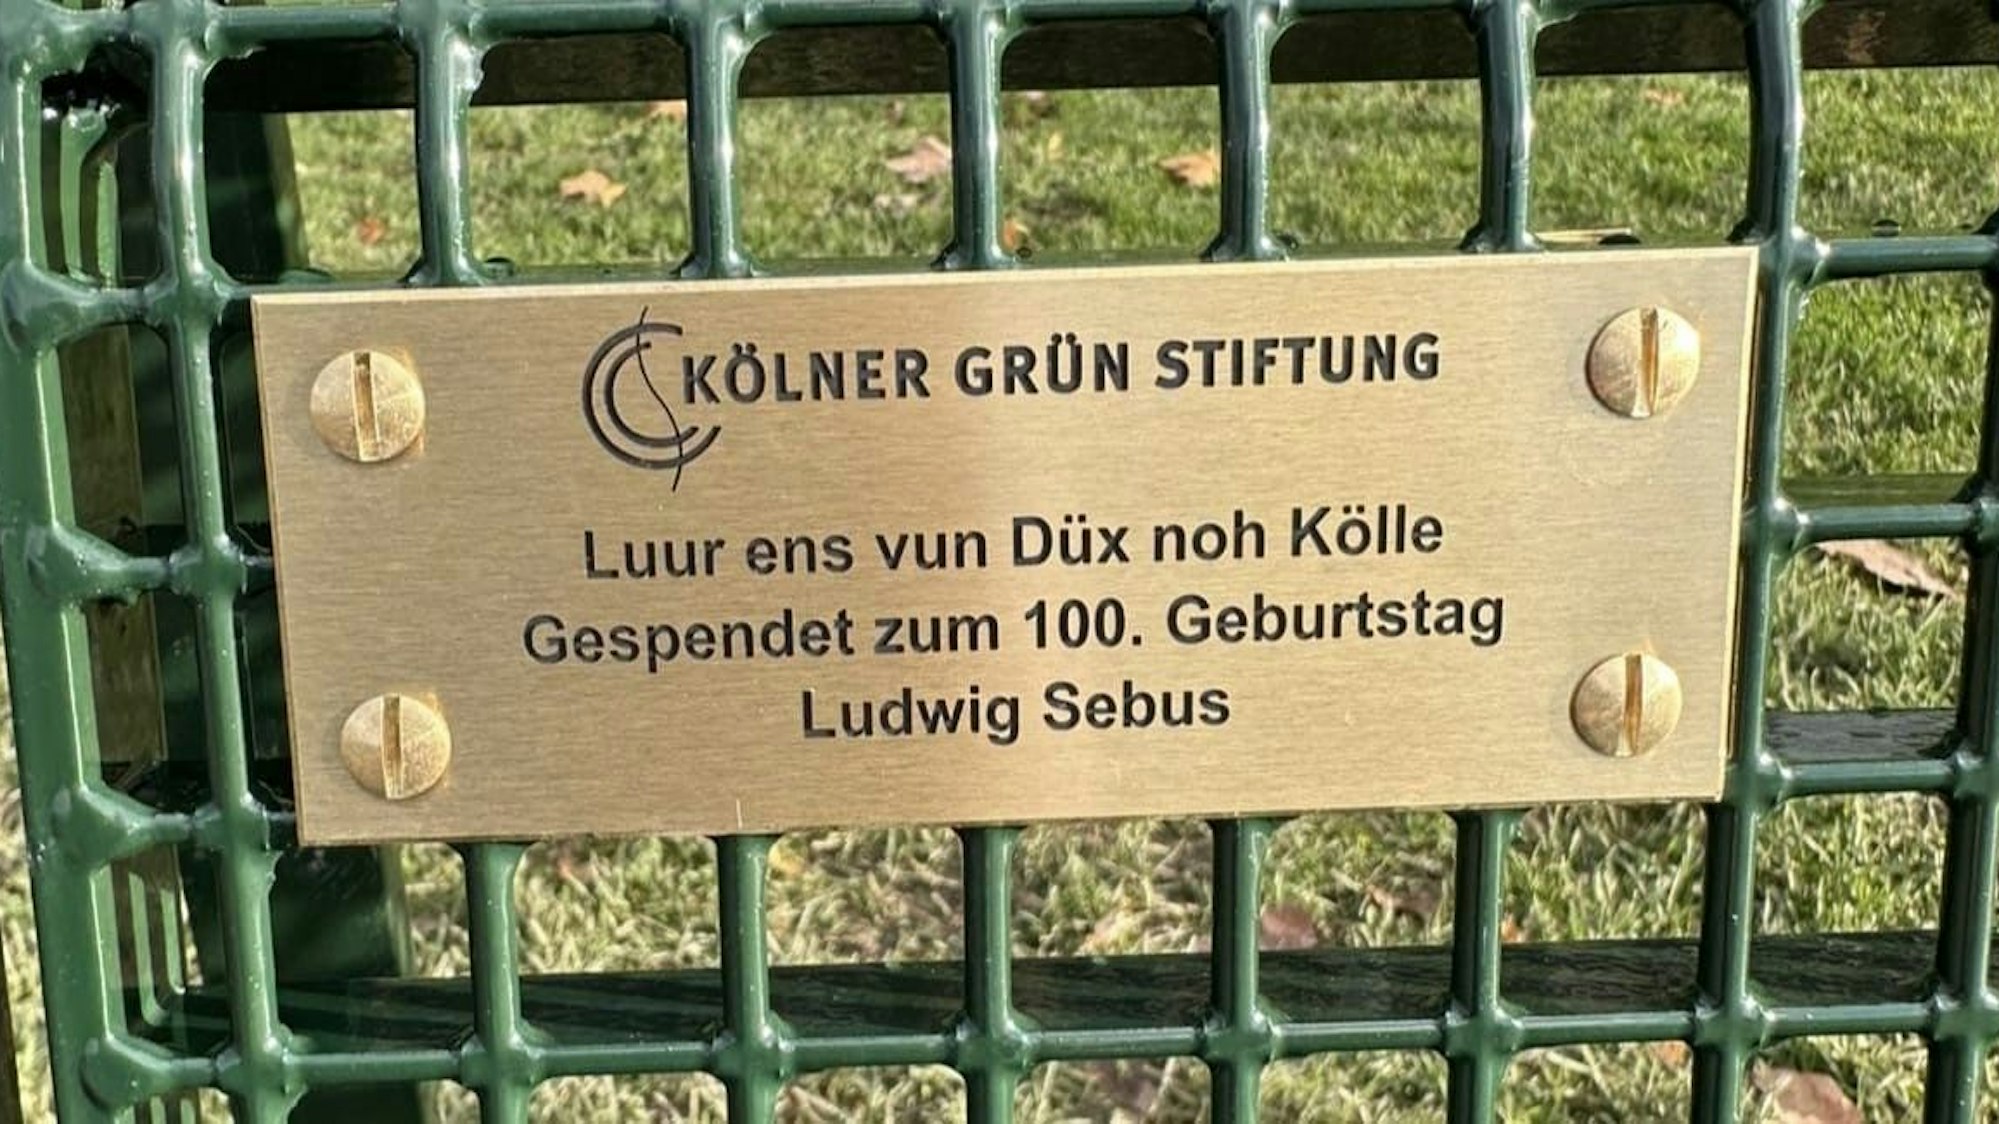 KÖLNER GRÜN STIFTUNG
Luur ens vun Düx noh Kölle
Gespendet zum 100. Geburtstag
Ludwig Sebus